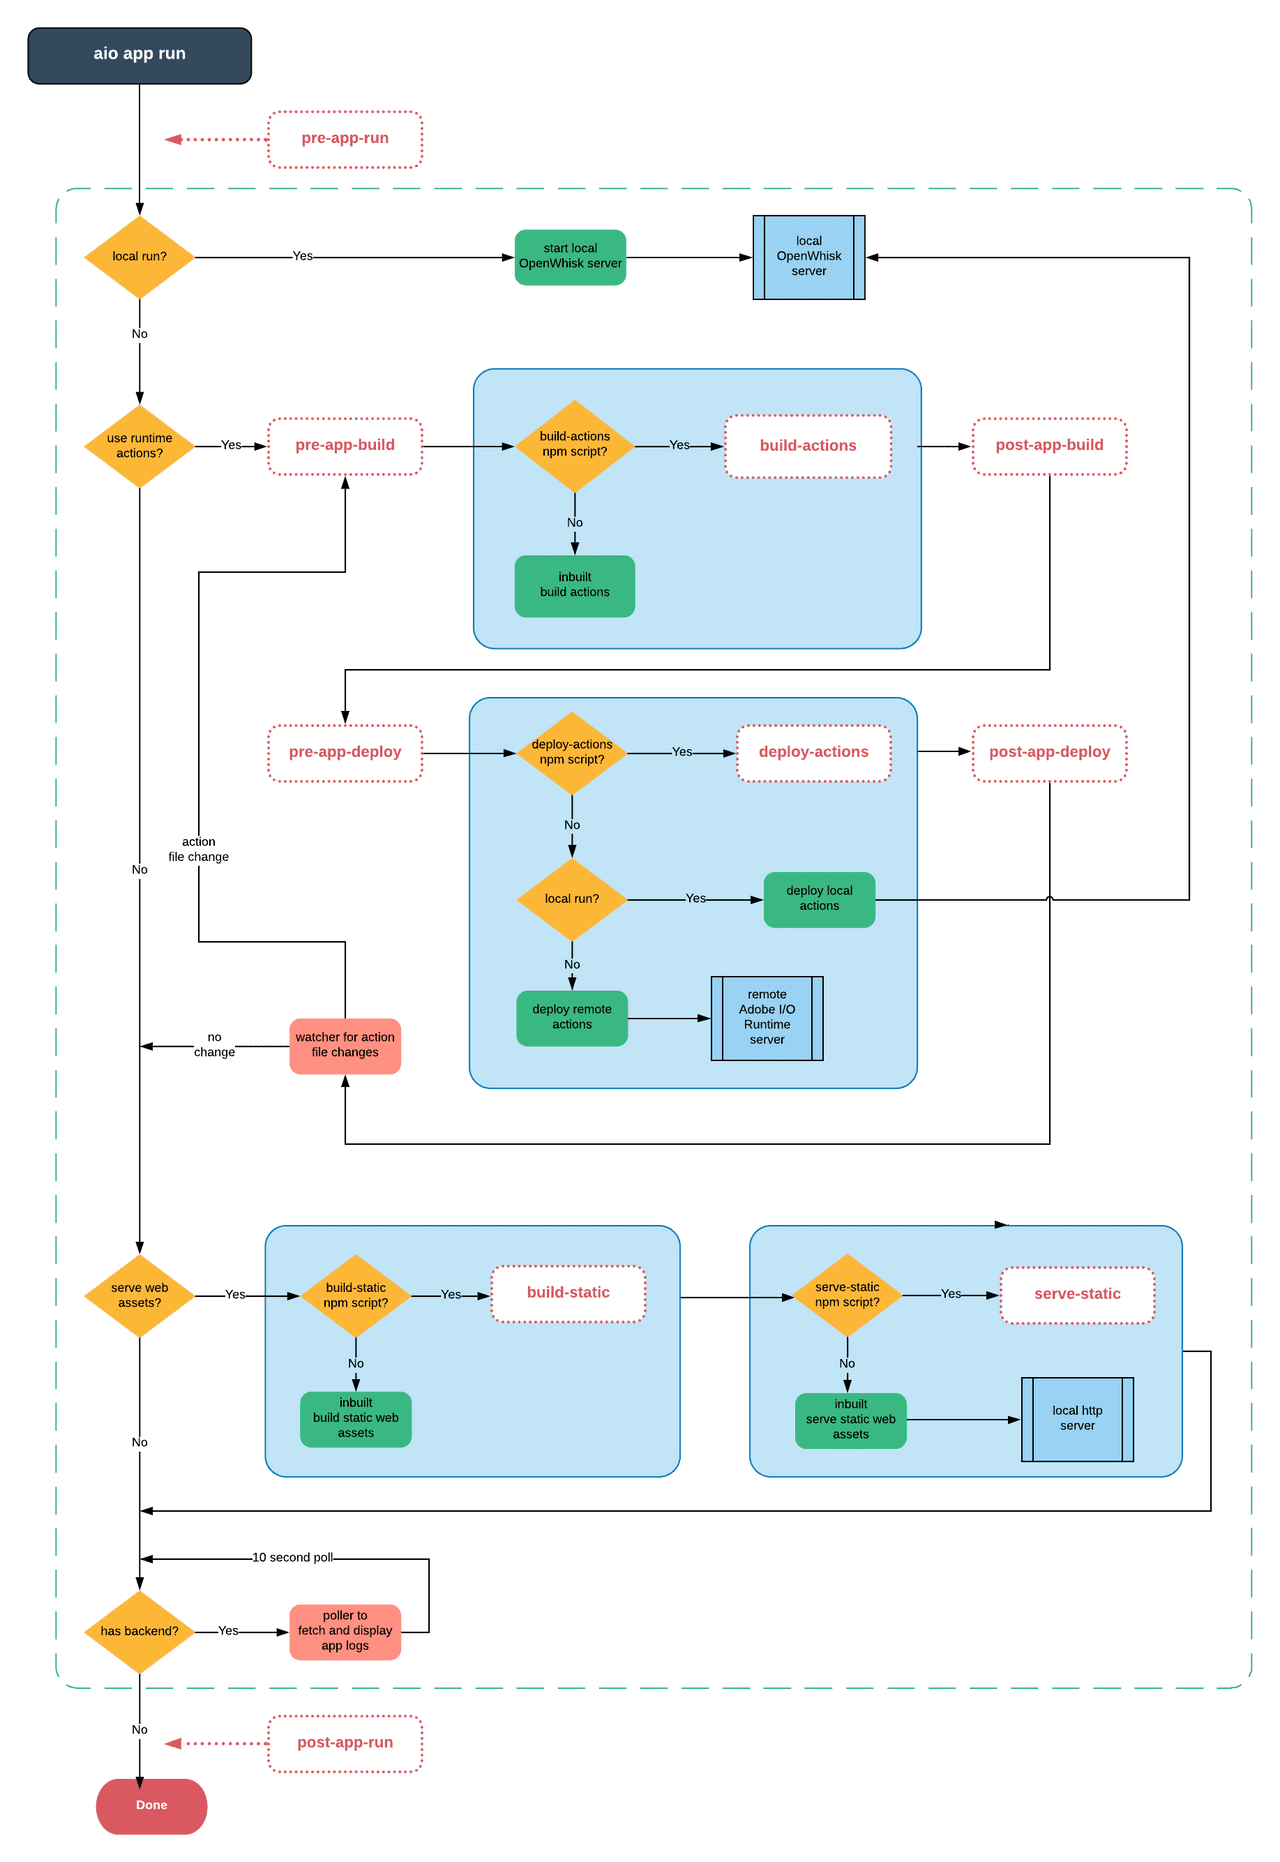 aio app run
pre-app-run
local run?
Yes
start local
OpenWhisk server
local
OpenWhisk
server
No
use runtime
actions?
Yes
pre-app-build
build-actions
npm script?
Yes
build-actions
post-app-build
No
inbuilt
build actions
pre-app-deploy
deploy-actions
npm script?
Yes
deploy-actions
post-app-deploy
No
action
file change
No
local run?
Yes
deploy local
actions
No
deploy remote
actions
remote
Adobe I/O
Runtime
server
no
change
watcher for action
file changes
serve web
assets?
Yes
build-static
npm script?
Yes
build-static
serve-static
npm script?
Yes
serve-static
No
inbuilt
build static web
assets
No
inbuilt
serve static web
assets
local http
server
No
10 second poll
has backend?
Yes
poller to
fetch and display
app logs
No
post-app-run
Done